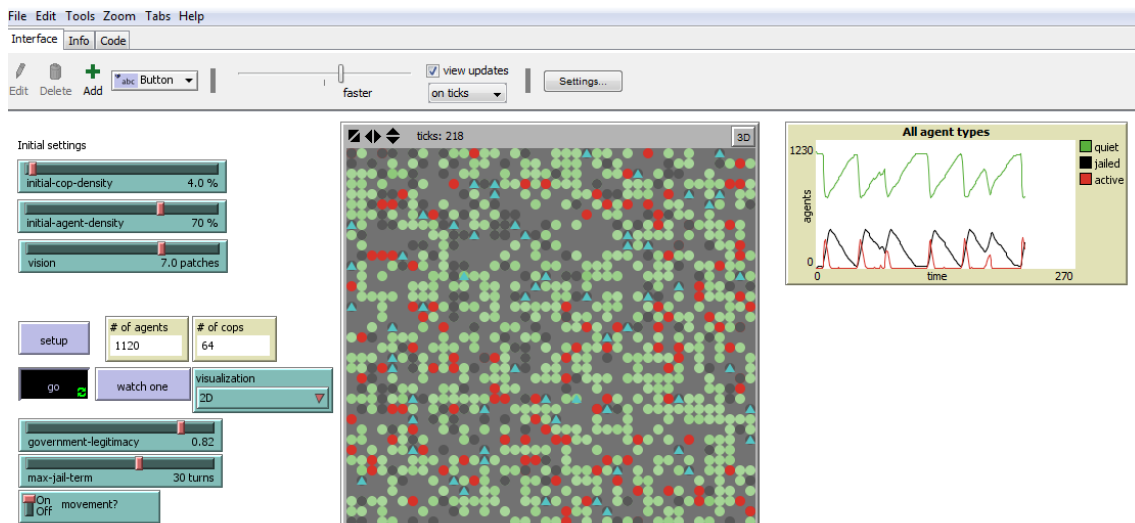 File Edit Tools Zoom Tabs Help
Interface Info Code
Edit Delete Add abc Button faster view updates on ticks Settings...
Initial settings
initial-cop-density 4.0 %
initial-agent-density 70 %
vision 7.0 patches
setup
# of agents 1120
# of cops 64
go
watch one
visualization 2D
government-legitimacy 0.82
max-jail-term 30 turns
On Off movement?
ticks: 218 3D
All agent types
1230
agents
0
0 time 270
quiet
jailed
active